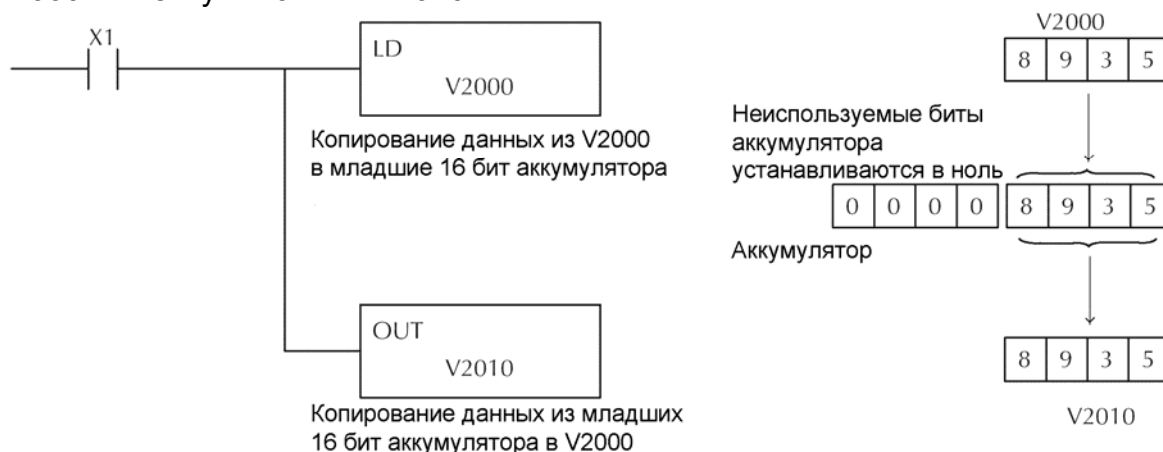 X1
LD
V2000
Копирование данных из V2000
в младшие 16 бит аккумулятора
OUT
V2010
Копирование данных из младших
16 бит аккумулятора в V2000
V2000
8 9 3 5
Неиспользуемые биты
аккумулятора
устанавливаются в ноль
0 0 0 0 8 9 3 5
Аккумулятор
8 9 3 5
V2010